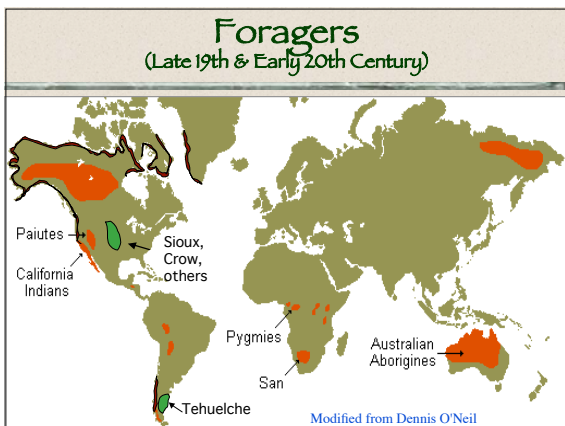 Foragers
(Late 19th & Early 20th Century)
Paiutes
Sioux,
Crow,
others
California
Indians
Pygmies
San
Australian
Aborigines
Tehuelche
Modified from Dennis O'Neil